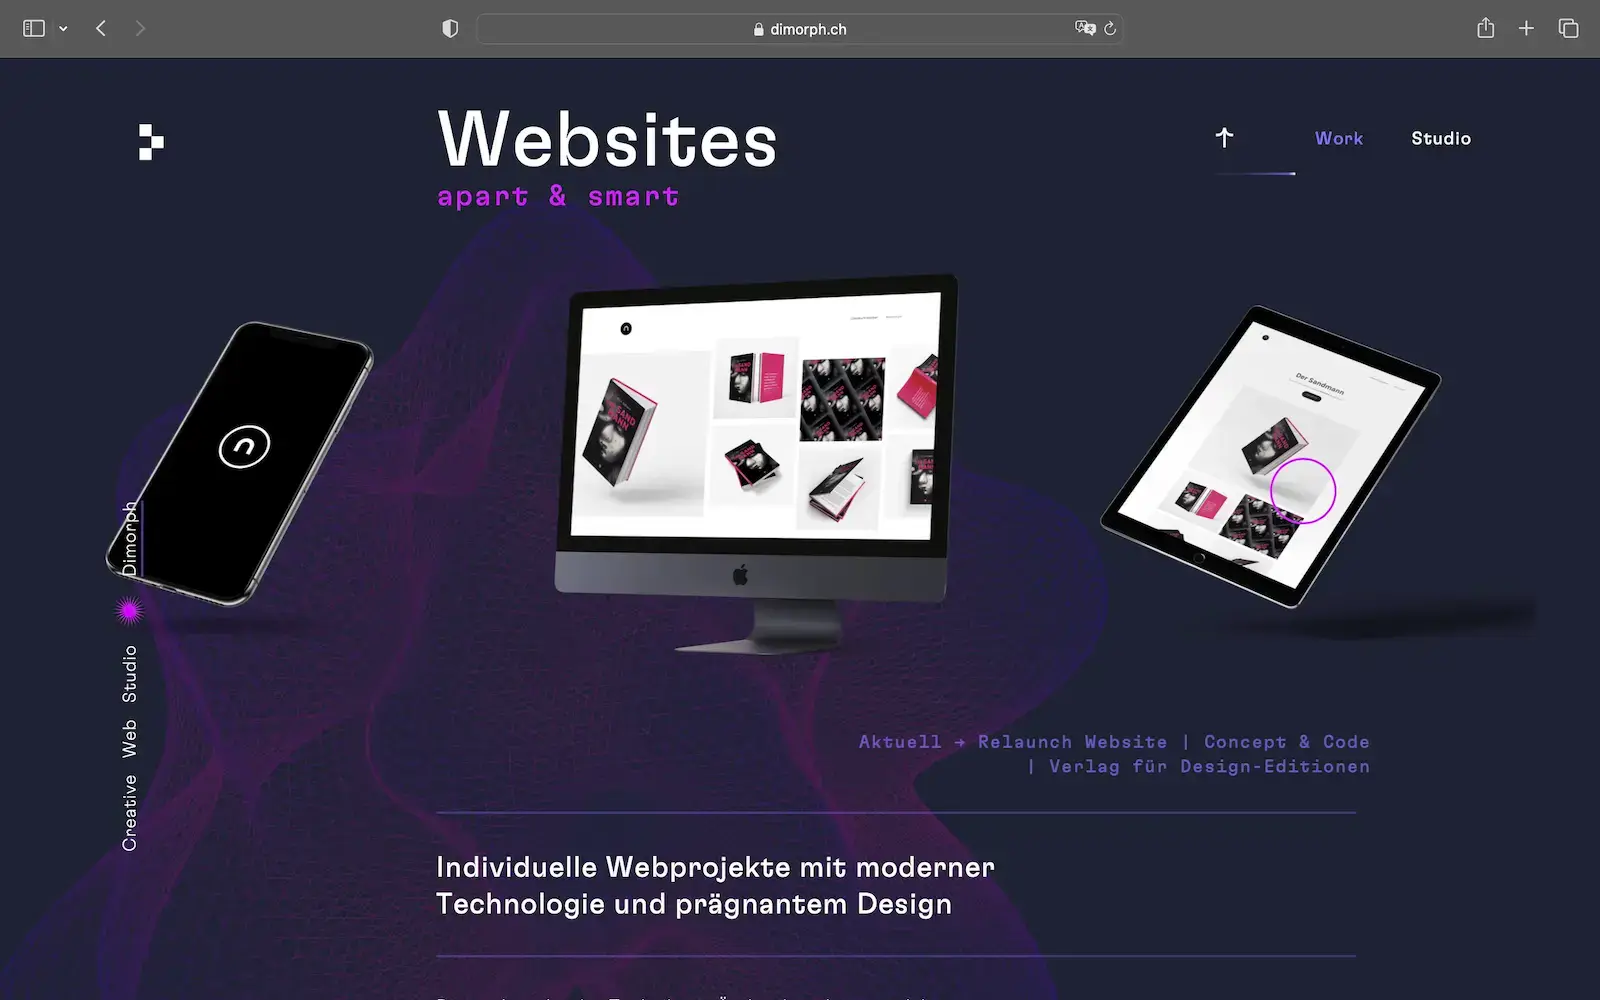 dimorph.ch
Websites
apart & smart
Work
Studio
Der Sandmann
Dimorph
Creative Web Studio
Aktuell → Relaunch Website | Concept & Code
| Verlag für Design-Editionen
Individuelle Webprojekte mit moderner
Technologie und prägnantem Design